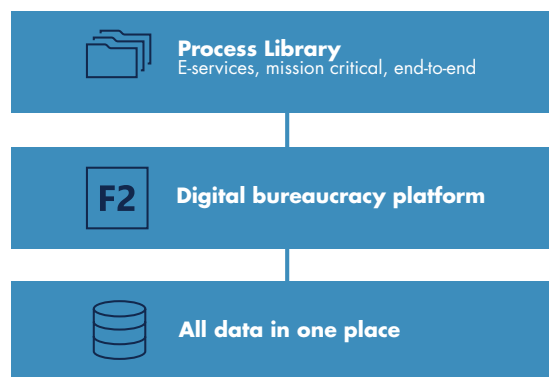 Process Library
E-services, mission critical, end-to-end
F2
Digital bureaucracy platform
All data in one place